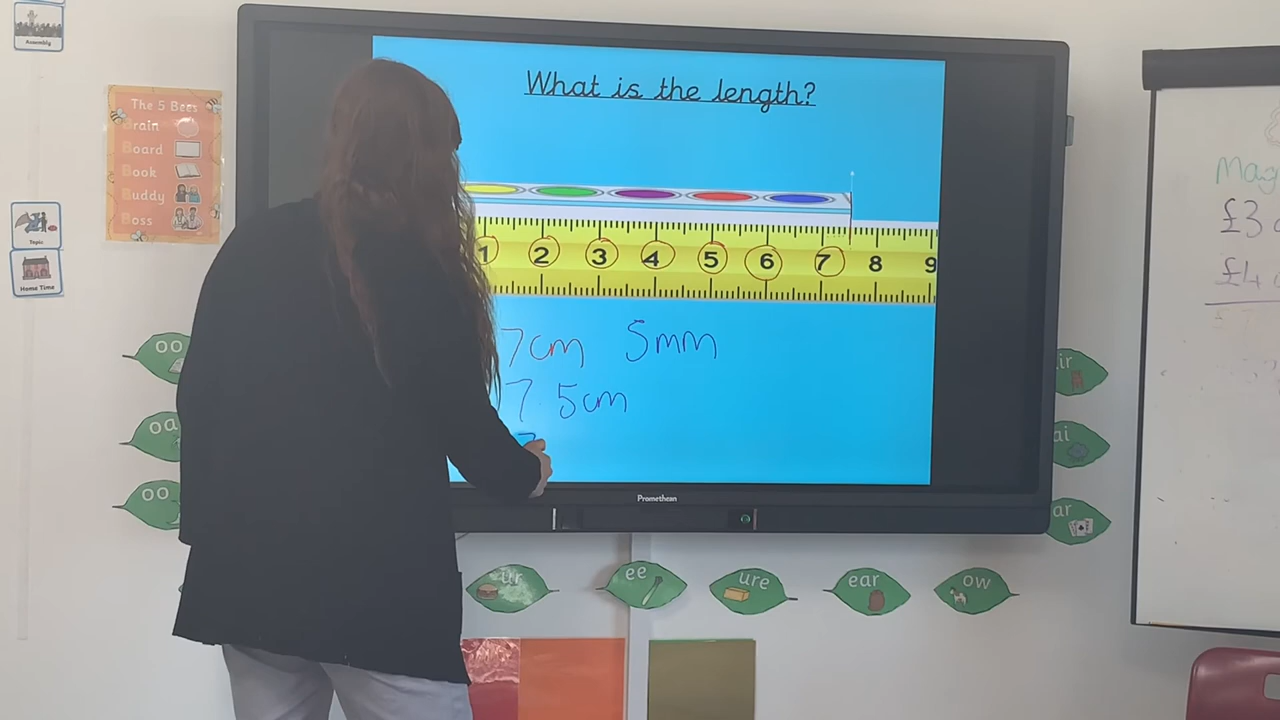 Assembly
The 5 Bees
Brain
Board
Book
Buddy
Boss
Topic
Home Time
What is the length?
1 2 3 4 5 6 7 8 9
7cm 5mm
7.5cm
7
Promethean
oo
oa
oo
ur
ee
ure
ear
ow
ir
ai
ar
£3
£4